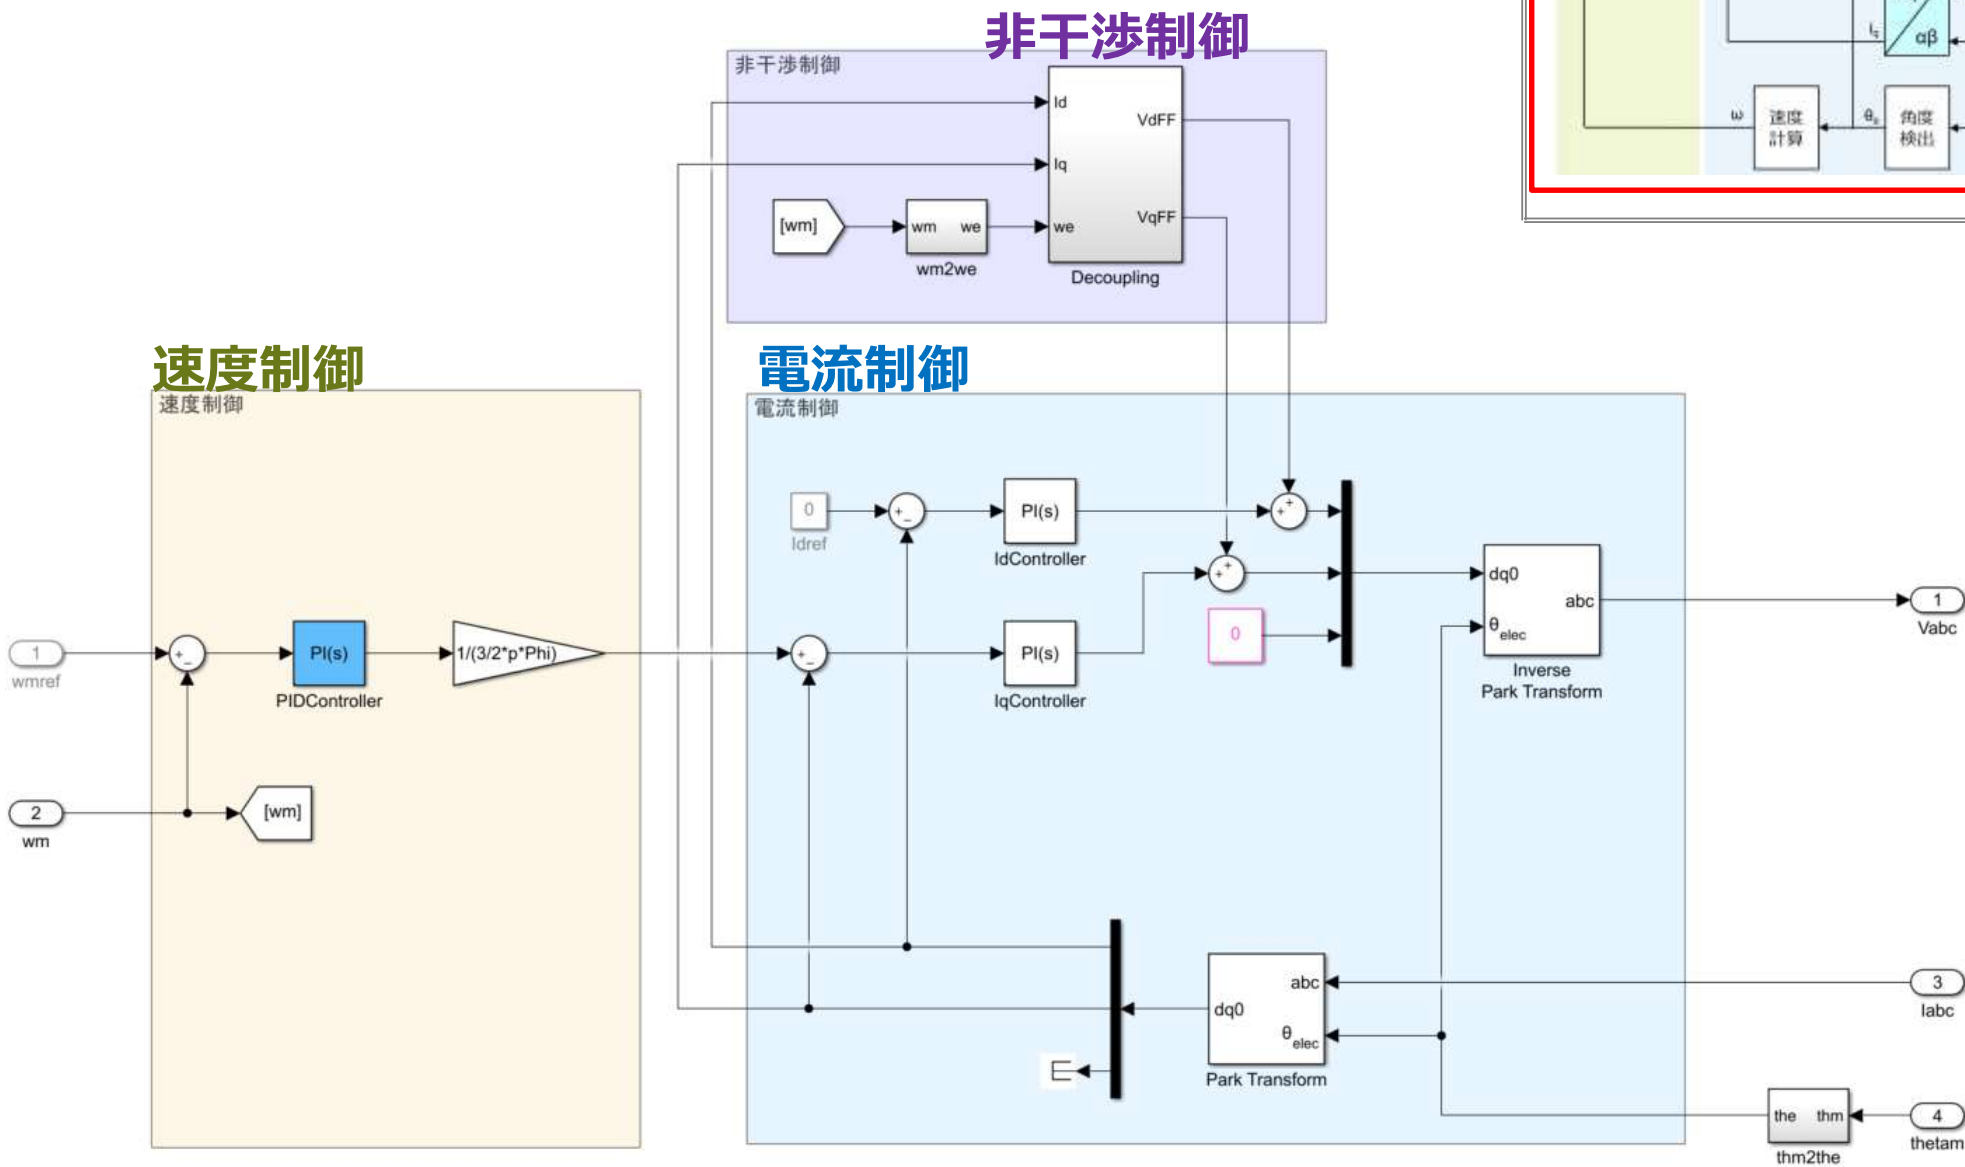 非干渉制御
非干渉制御
Id
Iq
we
VdFF
VqFF
Decoupling
[wm]
wm we
wm2we
iq
αβ
ω
速度
計算
角度
検出
速度制御
速度制御
1
wmref
+
−
PI(s)
PIDController
1/(3/2*p*Phi)
2
wm
[wm]
電流制御
電流制御
0
Idref
+
−
PI(s)
IdController
+
+
+
−
PI(s)
IqController
+
+
0
dq0
θelec
abc
Inverse
Park Transform
1
Vabc
abc
dq0
θelec
Park Transform
3
Iabc
the thm
thm2the
4
thetam